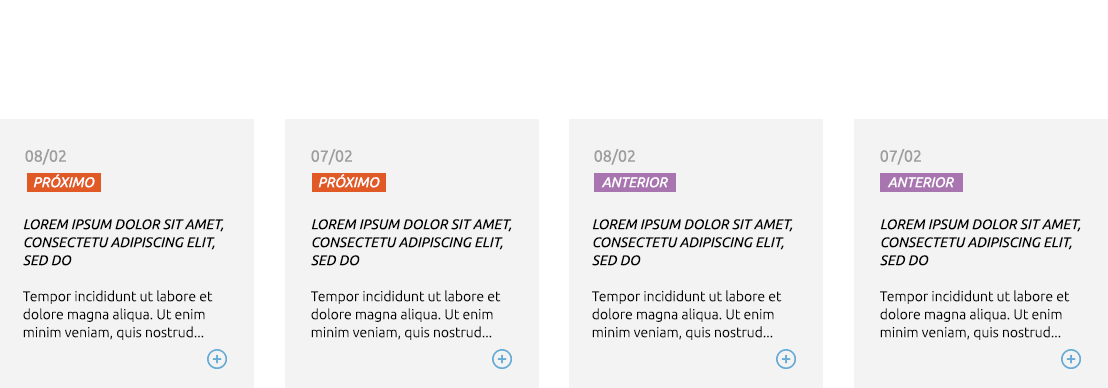 08/02
PRÓXIMO
LOREM IPSUM DOLOR SIT AMET,
CONSECTETU ADIPISCING ELIT,
SED DO
Tempor incididunt ut labore et
dolore magna aliqua. Ut enim
minim veniam, quis nostrud...
07/02
PRÓXIMO
LOREM IPSUM DOLOR SIT AMET,
CONSECTETU ADIPISCING ELIT,
SED DO
Tempor incididunt ut labore et
dolore magna aliqua. Ut enim
minim veniam, quis nostrud...
08/02
ANTERIOR
LOREM IPSUM DOLOR SIT AMET,
CONSECTETU ADIPISCING ELIT,
SED DO
Tempor incididunt ut labore et
dolore magna aliqua. Ut enim
minim veniam, quis nostrud...
07/02
ANTERIOR
LOREM IPSUM DOLOR SIT AMET,
CONSECTETU ADIPISCING ELIT,
SED DO
Tempor incididunt ut labore et
dolore magna aliqua. Ut enim
minim veniam, quis nostrud...